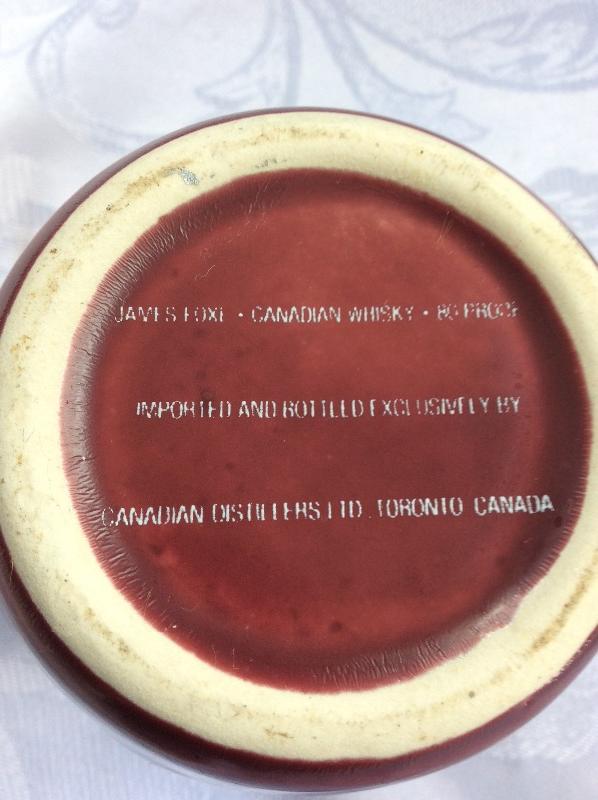 JAMES FOXE • CANADIAN WHISKY • 80 PROOF
IMPORTED AND BOTTLED EXCLUSIVELY BY
CANADIAN DISTILLERS LTD. TORONTO CANADA